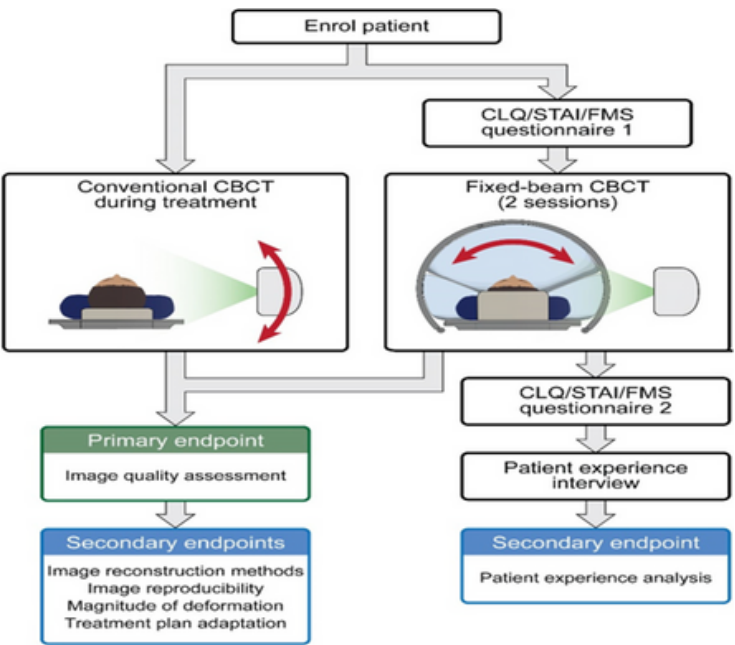 Enrol patient
CLQ/STAI/FMS
questionnaire 1
Conventional CBCT
during treatment
Fixed-beam CBCT
(2 sessions)
CLQ/STAI/FMS
questionnaire 2
Primary endpoint
Image quality assessment
Patient experience
interview
Secondary endpoints
Image reconstruction methods
Image reproducibility
Magnitude of deformation
Treatment plan adaptation
Secondary endpoint
Patient experience analysis